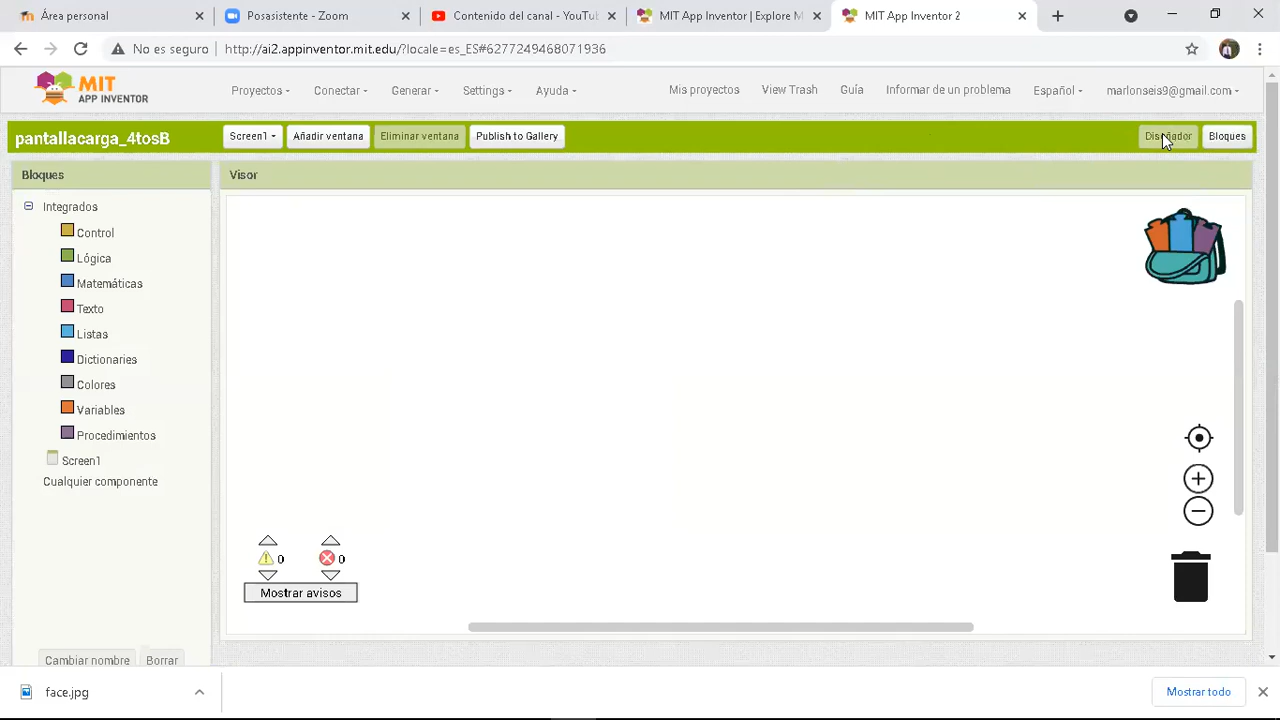 Área personal
Posasistente - Zoom
Contenido del canal - YouTu
MIT App Inventor | Explore M
MIT App Inventor 2
No es seguro
http://ai2.appinventor.mit.edu/?locale=es_ES#6277249468071936
MIT
APP INVENTOR
Proyectos
Conectar
Generar
Settings
Ayuda
Mis proyectos
View Trash
Guía
Informar de un problema
Español
marlonseis9@gmail.com
pantallacarga_4tosB
Screen1
Añadir ventana
Eliminar ventana
Publish to Gallery
Diseñador
Bloques
Bloques
Visor
Integrados
Control
Lógica
Matemáticas
Texto
Listas
Dictionaries
Colores
Variables
Procedimientos
Screen1
Cualquier componente
0
0
Mostrar avisos
Cambiar nombre
Borrar
face.jpg
Mostrar todo